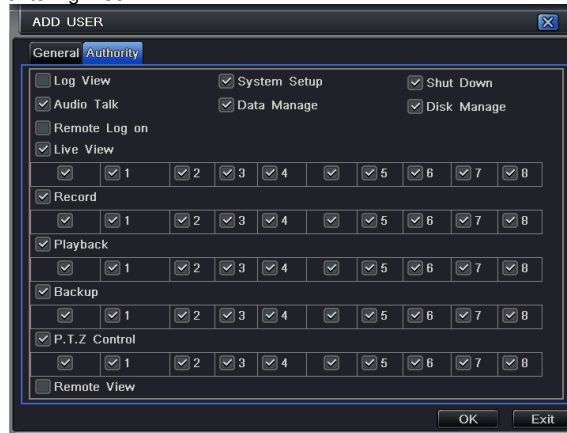 ADD USER
General Authority
Log View System Setup Shut Down
Audio Talk Data Manage Disk Manage
Remote Log on
Live View
1 2 3 4 5 6 7 8
Record
1 2 3 4 5 6 7 8
Playback
1 2 3 4 5 6 7 8
Backup
1 2 3 4 5 6 7 8
P.T.Z Control
1 2 3 4 5 6 7 8
Remote View
OK Exit